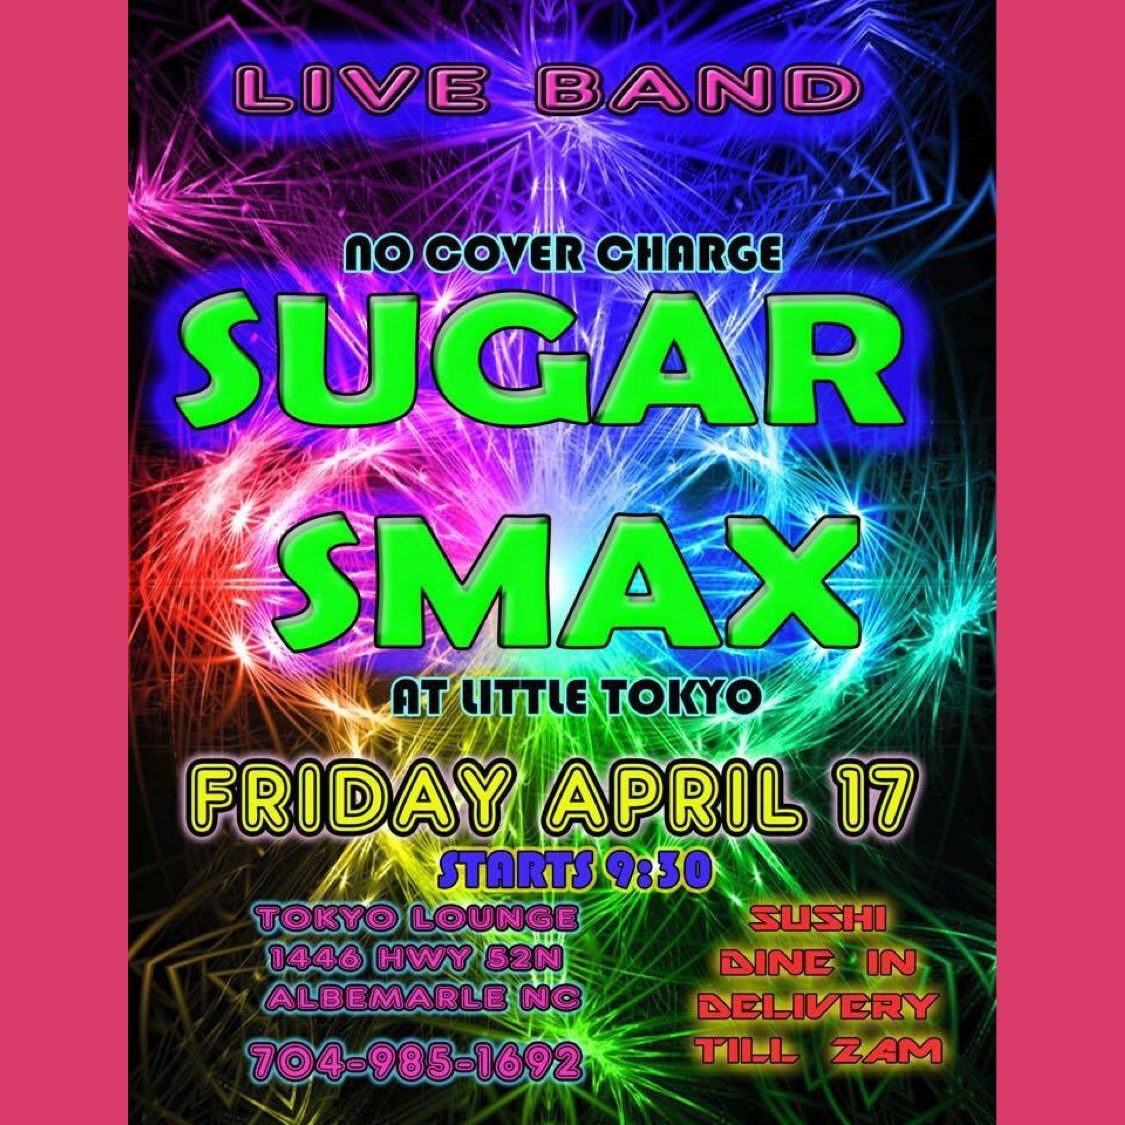 LIVE BAND
NO COVER CHARGE
SUGAR
SMAX
AT LITTLE TOKYO
FRIDAY APRIL 17
STARTS 9:30
TOKYO LOUNGE
1446 HWY 52N
ALBEMARLE NC
704-985-1692
SUSHI
DINE IN
DELIVERY
TILL 2AM